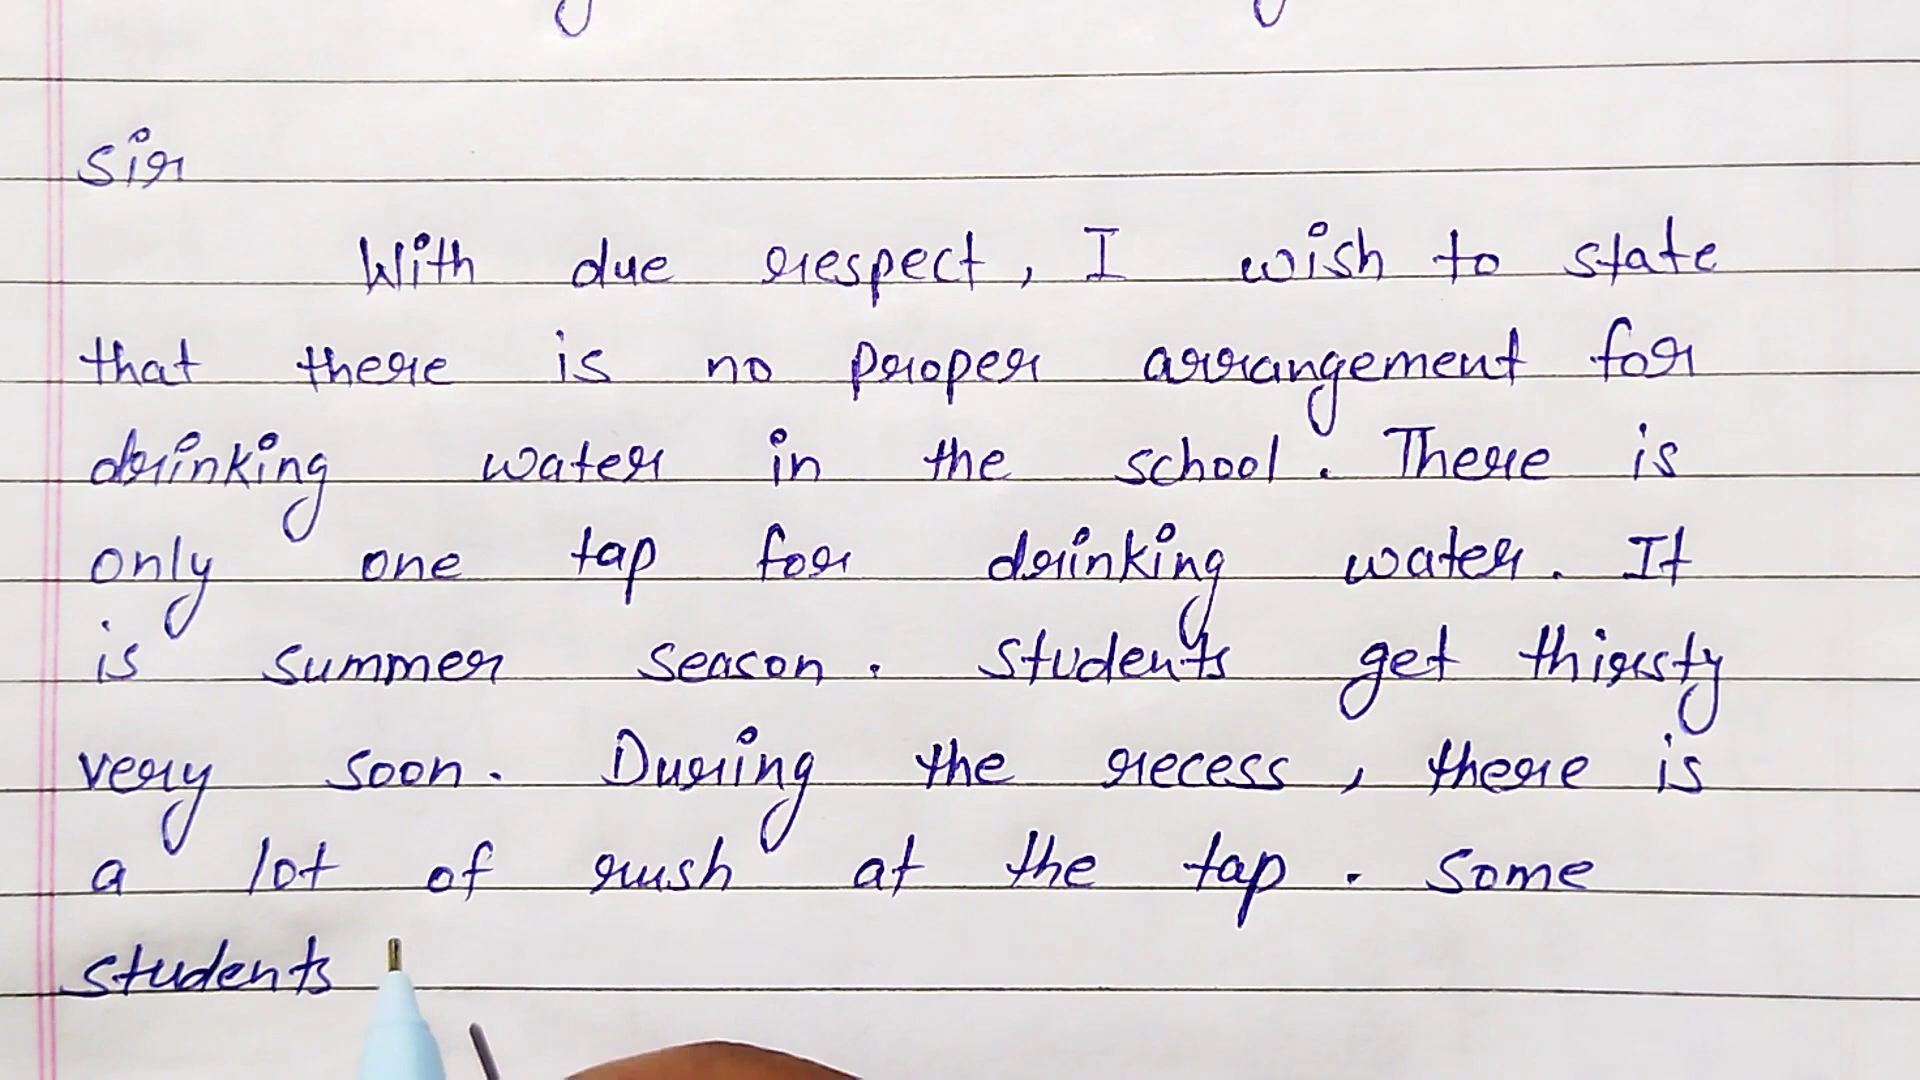 Sir
With due respect, I wish to state
that there is no proper arrangement for
drinking water in the school. There is
only one tap for drinking water. It
is summer season. Students get thirsty
very soon. During the recess, there is
a lot of rush at the tap. Some
students